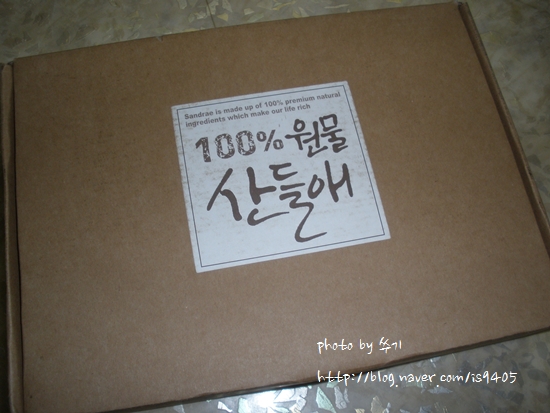 Sandrae is made up of 100% premium natural
ingredients which make our life rich
100% 원물
산들애
photo by 쑤기
http://blog.naver.com/is9405